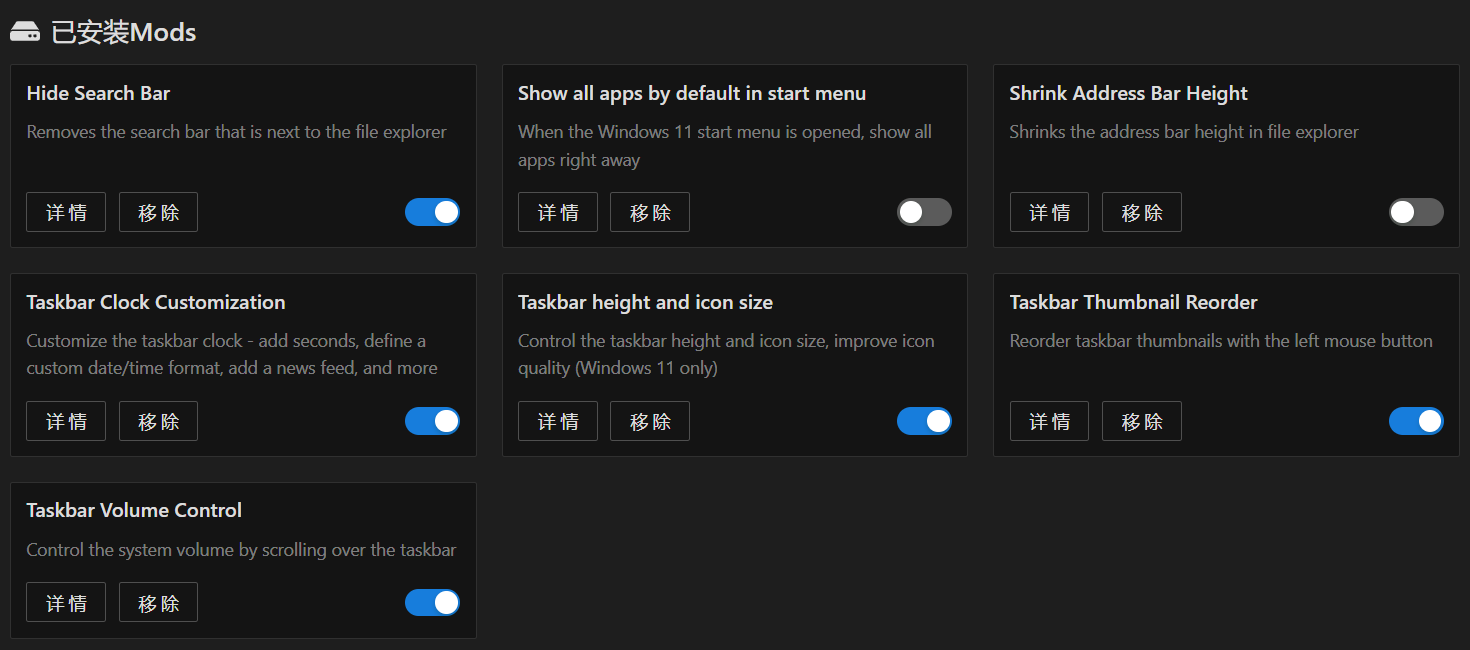 已安装Mods
Hide Search Bar
Removes the search bar that is next to the file explorer
详情 移除
Show all apps by default in start menu
When the Windows 11 start menu is opened, show all
apps right away
详情 移除
Shrink Address Bar Height
Shrinks the address bar height in file explorer
详情 移除
Taskbar Clock Customization
Customize the taskbar clock - add seconds, define a
custom date/time format, add a news feed, and more
详情 移除
Taskbar height and icon size
Control the taskbar height and icon size, improve icon
quality (Windows 11 only)
详情 移除
Taskbar Thumbnail Reorder
Reorder taskbar thumbnails with the left mouse button
详情 移除
Taskbar Volume Control
Control the system volume by scrolling over the taskbar
详情 移除